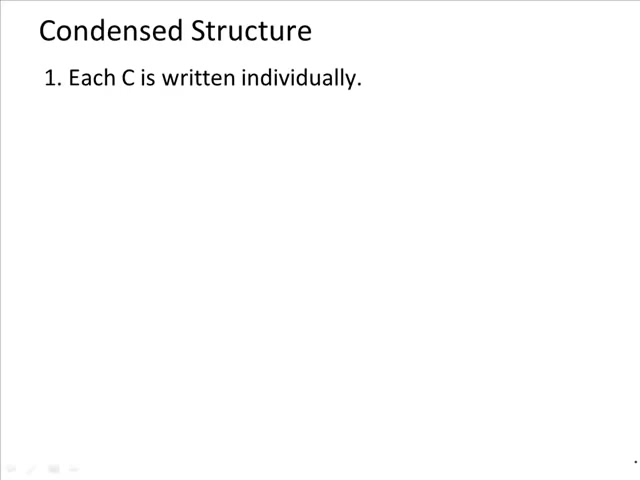 Condensed Structure
1. Each C is written individually.